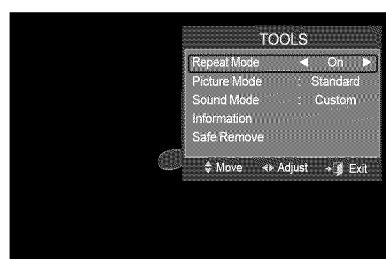 TOOLS
Repeat Mode ◀ On ▶
Picture Mode : Standard
Sound Mode : Custom
Information
Safe Remove
Move Adjust Exit